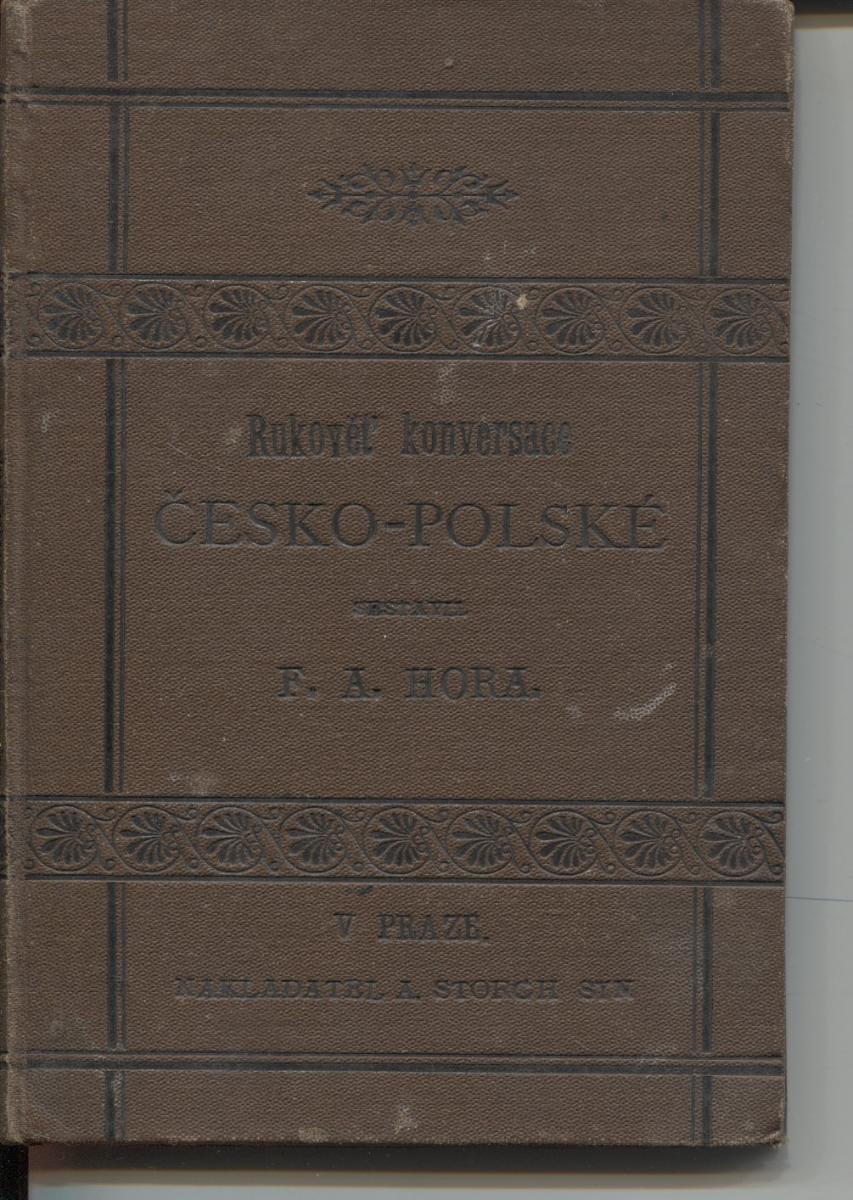 Rukověť konversace
ČESKO-POLSKÉ
SESTAVIL
F. A. HORA.
V PRAZE.
NAKLADATEL A. STORCH SYN